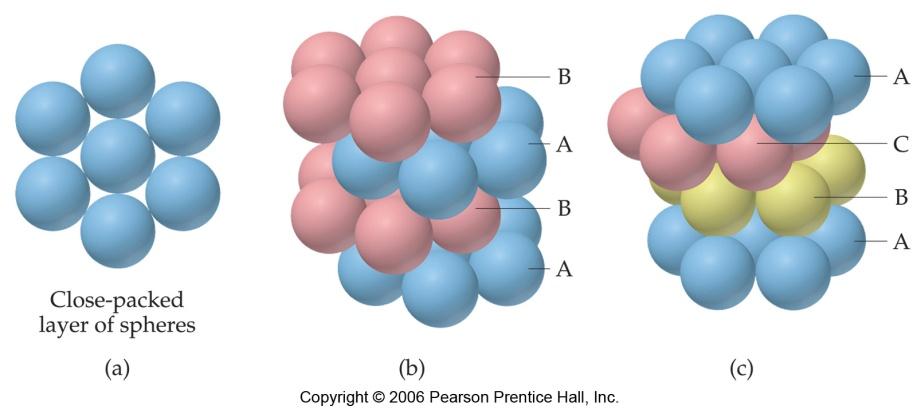 B
A
B
A
A
C
B
A
Close-packed
layer of spheres
(a)
(b)
(c)
Copyright © 2006 Pearson Prentice Hall, Inc.